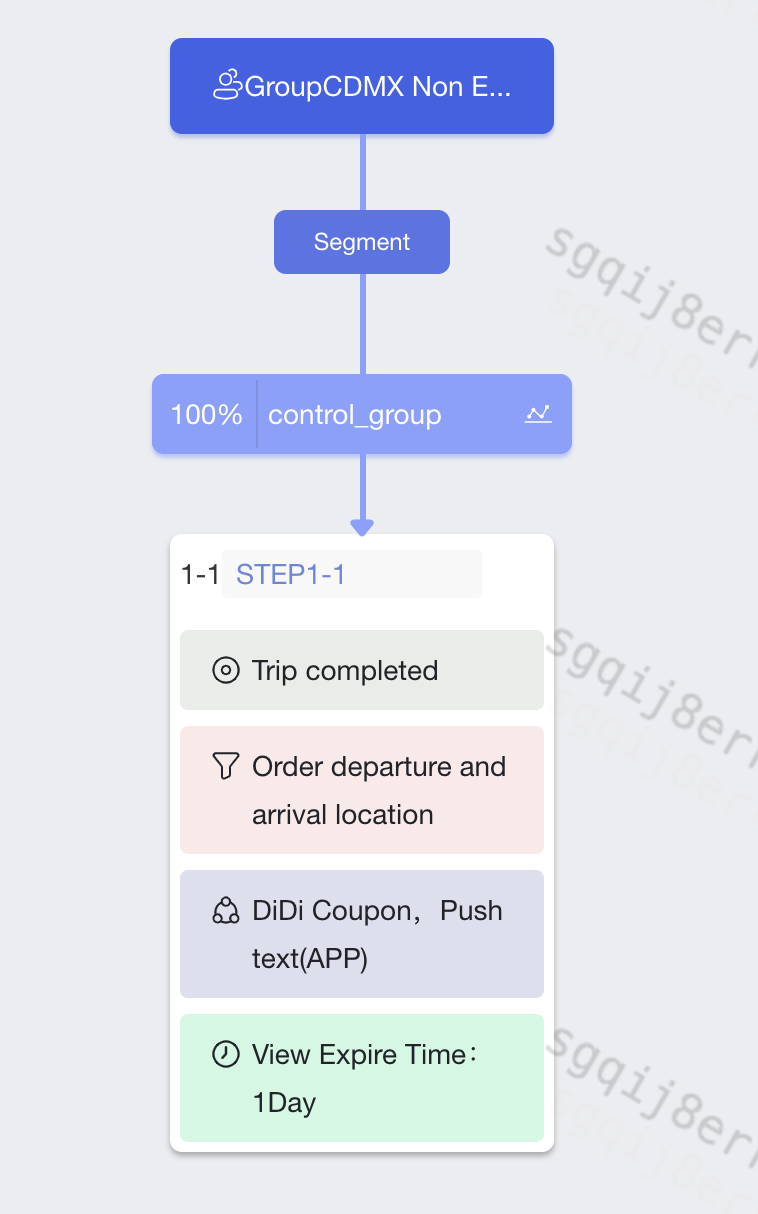 GroupCDMX Non E...
Segment
100% control_group
1-1 STEP1-1
Trip completed
Order departure and
arrival location
DiDi Coupon，Push
text(APP)
View Expire Time：
1Day